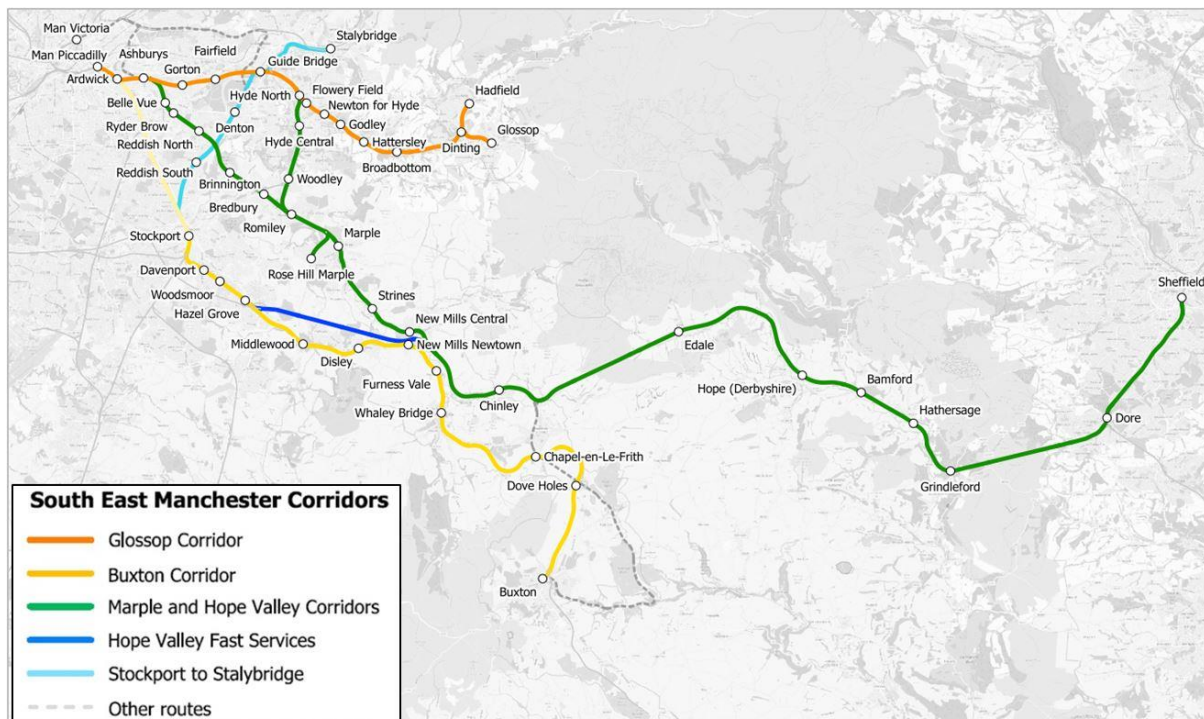 Man Victoria
Stalybridge
Fairfield
Ashburys
Man Piccadilly
Gorton
Guide Bridge
Ardwick
Hyde North
Flowery Field
Hadfield
Belle Vue
Newton for Hyde
Godley
Glossop
Ryder Brow
Denton
Hyde Central
Hattersley
Dinting
Reddish North
Broadbottom
Reddish South
Woodley
Brinnington
Bredbury
Romiley
Marple
Stockport
Rose Hill Marple
Davenport
Sheffield
Woodsmoor
Strines
Hazel Grove
New Mills Central
Edale
Middlewood
New Mills Newtown
Disley
Furness Vale
Hope (Derbyshire)
Bamford
Chinley
Whaley Bridge
Hathersage
Dore
Chapel-en-Le-Frith
Grindleford
Dove Holes
Buxton
South East Manchester Corridors
Glossop Corridor
Buxton Corridor
Marple and Hope Valley Corridors
Hope Valley Fast Services
Stockport to Stalybridge
Other routes